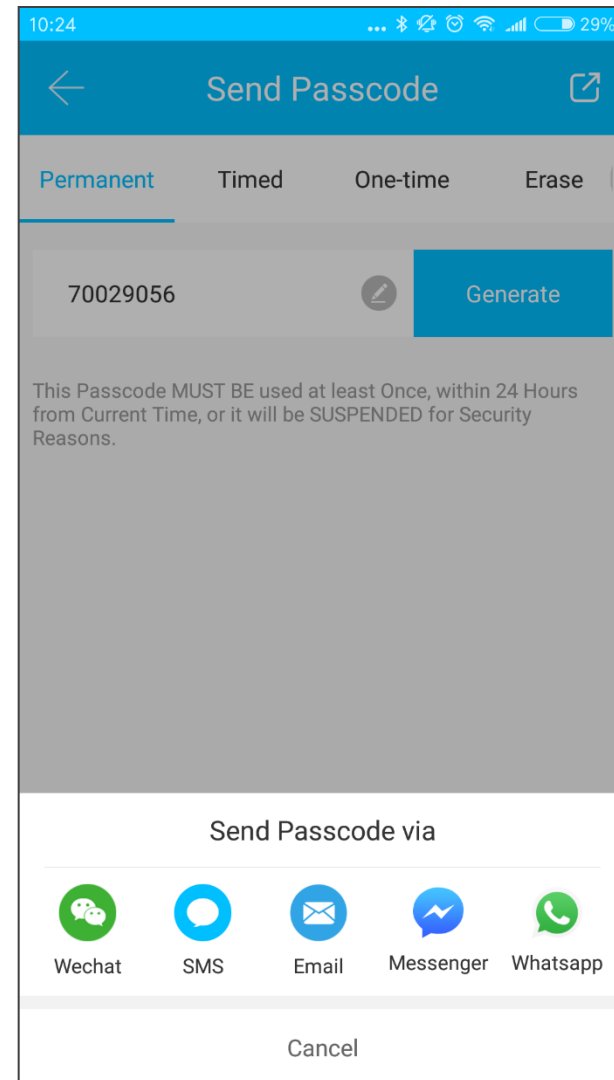 10:24 ... 29%
Send Passcode
Permanent Timed One-time Erase
70029056 Generate
This Passcode MUST BE used at least Once, within 24 Hours
from Current Time, or it will be SUSPENDED for Security
Reasons.
Send Passcode via
Wechat SMS Email Messenger Whatsapp
Cancel